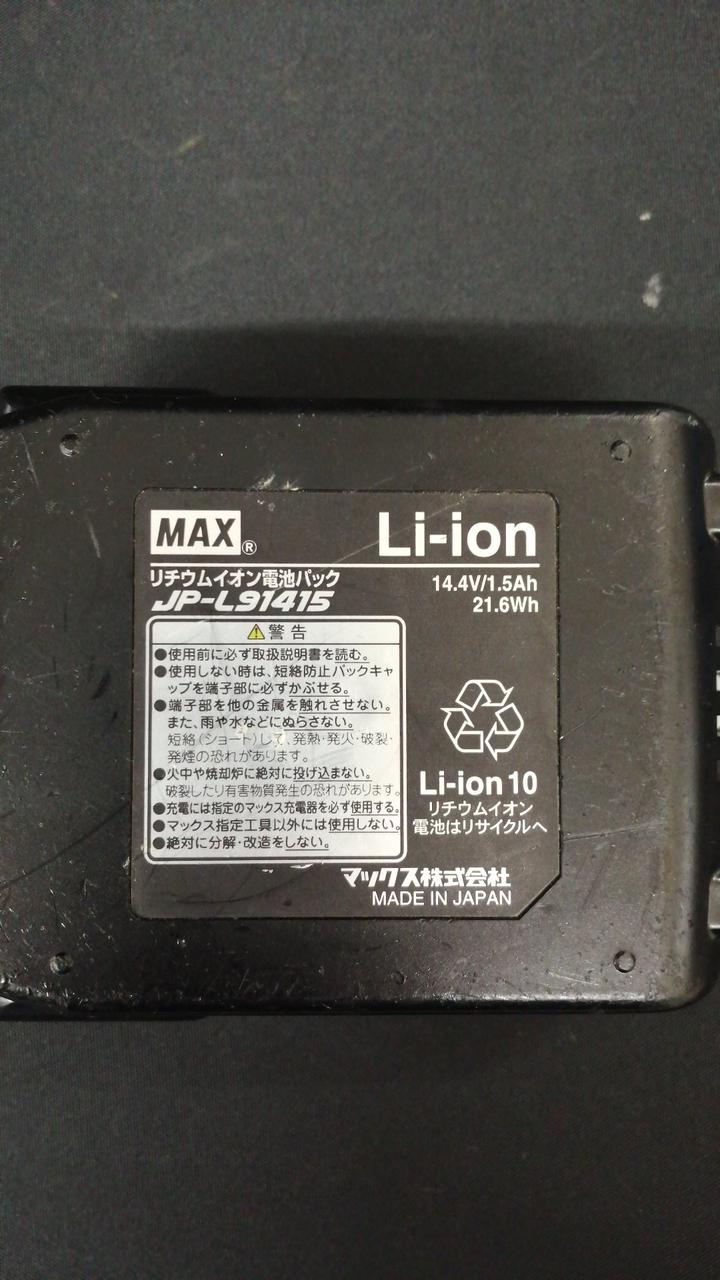 MAX®
Li-ion
リチウムイオン電池パック
JP-L91415
14.4V/1.5Ah
21.6Wh
⚠警告
●使用前に必ず取扱説明書を読む。
●使用しない時は、短絡防止パックキャ
ップを端子部に必ずかぶせる。
●端子部を他の金属を触れさせない。
また、雨や水などにぬらさない。
短絡(ショート)して、発熱・発火・破裂・
発煙の恐れがあります。
●火中や焼却炉に絶対に投げ込まない。
破裂したり有害物質発生の恐れがあります。
●充電には指定のマックス充電器を必ず使用する。
●マックス指定工具以外には使用しない。
●絶対に分解・改造をしない。
Li-ion 10
リチウムイオン
電池はリサイクルへ
マックス株式会社
MADE IN JAPAN